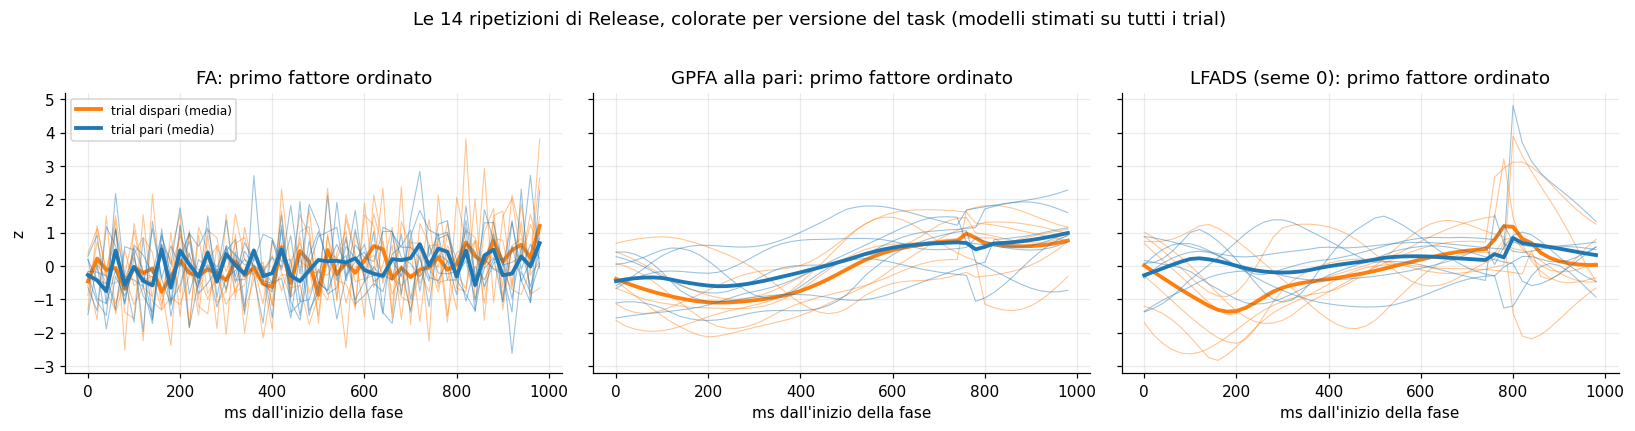 Le 14 ripetizioni di Release, colorate per versione del task (modelli stimati su tutti i trial)
FA: primo fattore ordinato
GPFA alla pari: primo fattore ordinato
LFADS (seme 0): primo fattore ordinato
trial dispari (media)
trial pari (media)
z
5
4
3
2
1
0
−1
−2
−3
0 200 400 600 800 1000
0 200 400 600 800 1000
0 200 400 600 800 1000
ms dall'inizio della fase
ms dall'inizio della fase
ms dall'inizio della fase